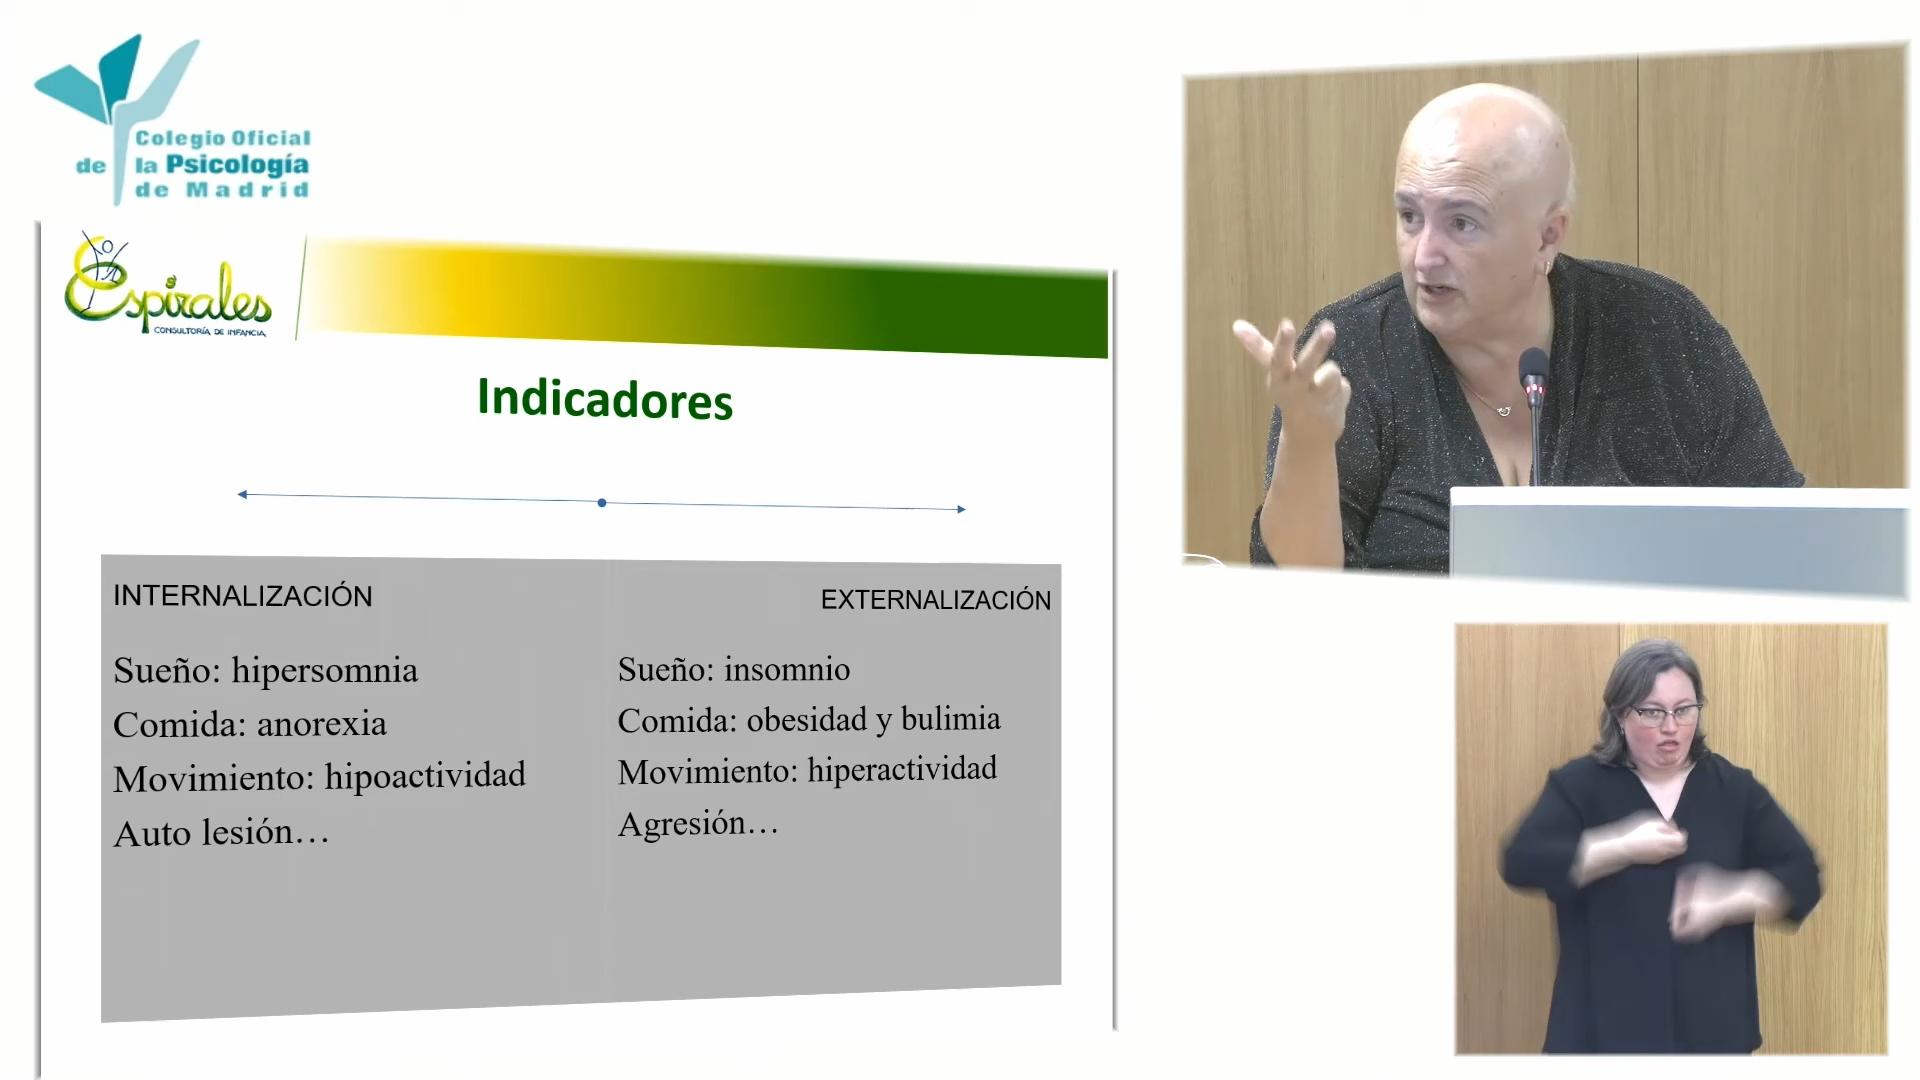 Colegio Oficial
de la Psicología
de Madrid
Espirales
CONSULTORÍA DE INFANCIA
Indicadores
INTERNALIZACIÓN
Sueño: hipersomnia
Comida: anorexia
Movimiento: hipoactividad
Auto lesión…
EXTERNALIZACIÓN
Sueño: insomnio
Comida: obesidad y bulimia
Movimiento: hiperactividad
Agresión…